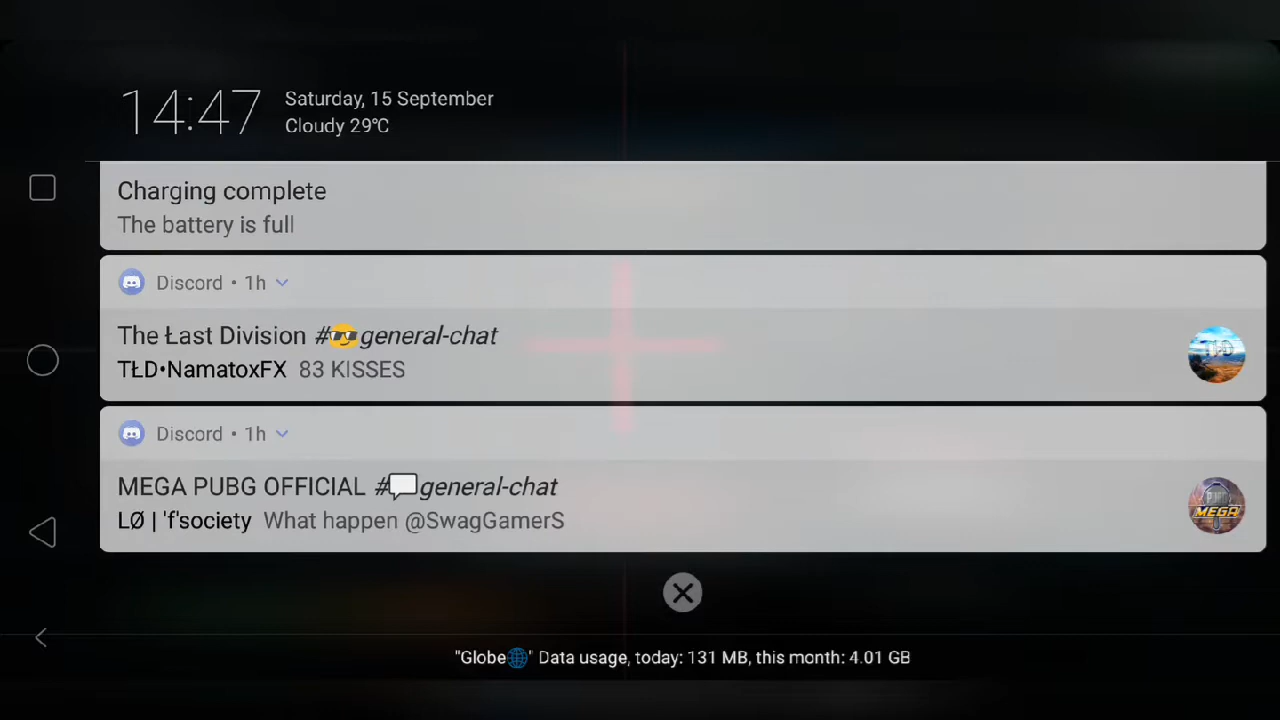 14:47
Saturday, 15 September
Cloudy 29℃
Charging complete
The battery is full
Discord • 1h
The Łast Division #😎general-chat
TŁD•NamatoxFX 83 KISSES
Discord • 1h
MEGA PUBG OFFICIAL #💬general-chat
LØ | 'f'society What happen @SwagGamerS
MEGA
"Globe🌐" Data usage, today: 131 MB, this month: 4.01 GB